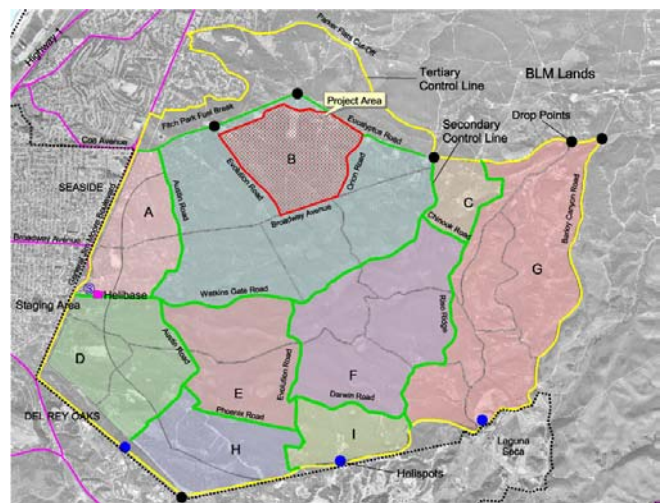 Highway 1
Parker Flats Cut-Off
Tertiary
Control Line
BLM Lands
Project Area
Fitch Park Fuel Break
Eucalyptus Road
Drop Points
Secondary
Control Line
Coe Avenue
B
Evolution Road
Orion Road
Broadway Avenue
SEASIDE
A
Austin Road
C
Chinook Road
Barloy Canyon Road
Broadway Avenue
G
Watkins Gate Road
Helibase
Staging Area
Riso Ridge
D
Austin Road
E
Evolution Road
F
Darwin Road
Phoenix Road
DEL REY OAKS
H
I
Laguna
Seca
Helispots